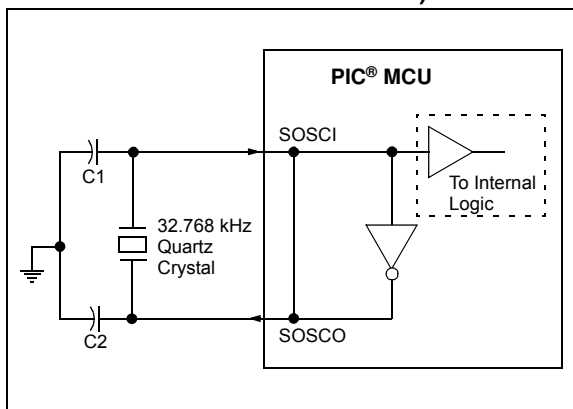 PIC® MCU
SOSCI
C1
To Internal
Logic
32.768 kHz
Quartz
Crystal
C2
SOSCO